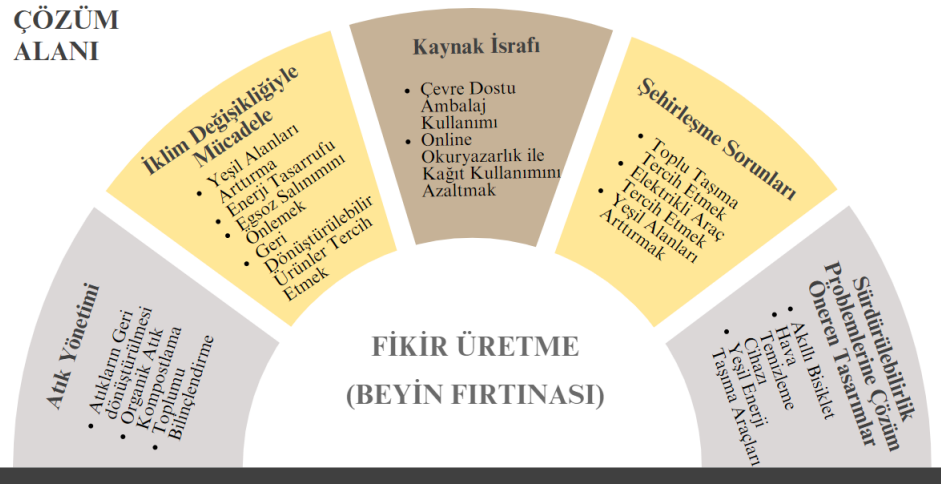 ÇÖZÜM
ALANI
Atık Yönetimi
• Atıkların Geri
dönüştürülmesi
• Organik Atık
Kompostlama
• Toplumu
Bilinçlendirme
İklim Değişikliğiyle
Mücadele
• Yeşil Alanları
Arttırma
• Enerji Tasarrufu
• Egsoz Salınımını
Önlemek
• Geri
Dönüştürülebilir
Ürünler Tercih
Etmek
Kaynak İsrafı
• Çevre Dostu
Ambalaj
Kullanımı
• Online
Okuryazarlık ile
Kağıt Kullanımını
Azaltmak
Şehirleşme Sorunları
• Toplu Taşıma
Tercih Etmek
• Elektrikli Araç
Tercih Etmek
• Yeşil Alanları
Arttırmak
Sürdürülebilirlik
Problemlerine Çözüm
Öneren Tasarımlar
• Akıllı Bisiklet
• Hava
Temizleme
Cihazı
• Yeşil Enerji
Taşıma Araçları
FİKİR ÜRETME
(BEYİN FIRTINASI)